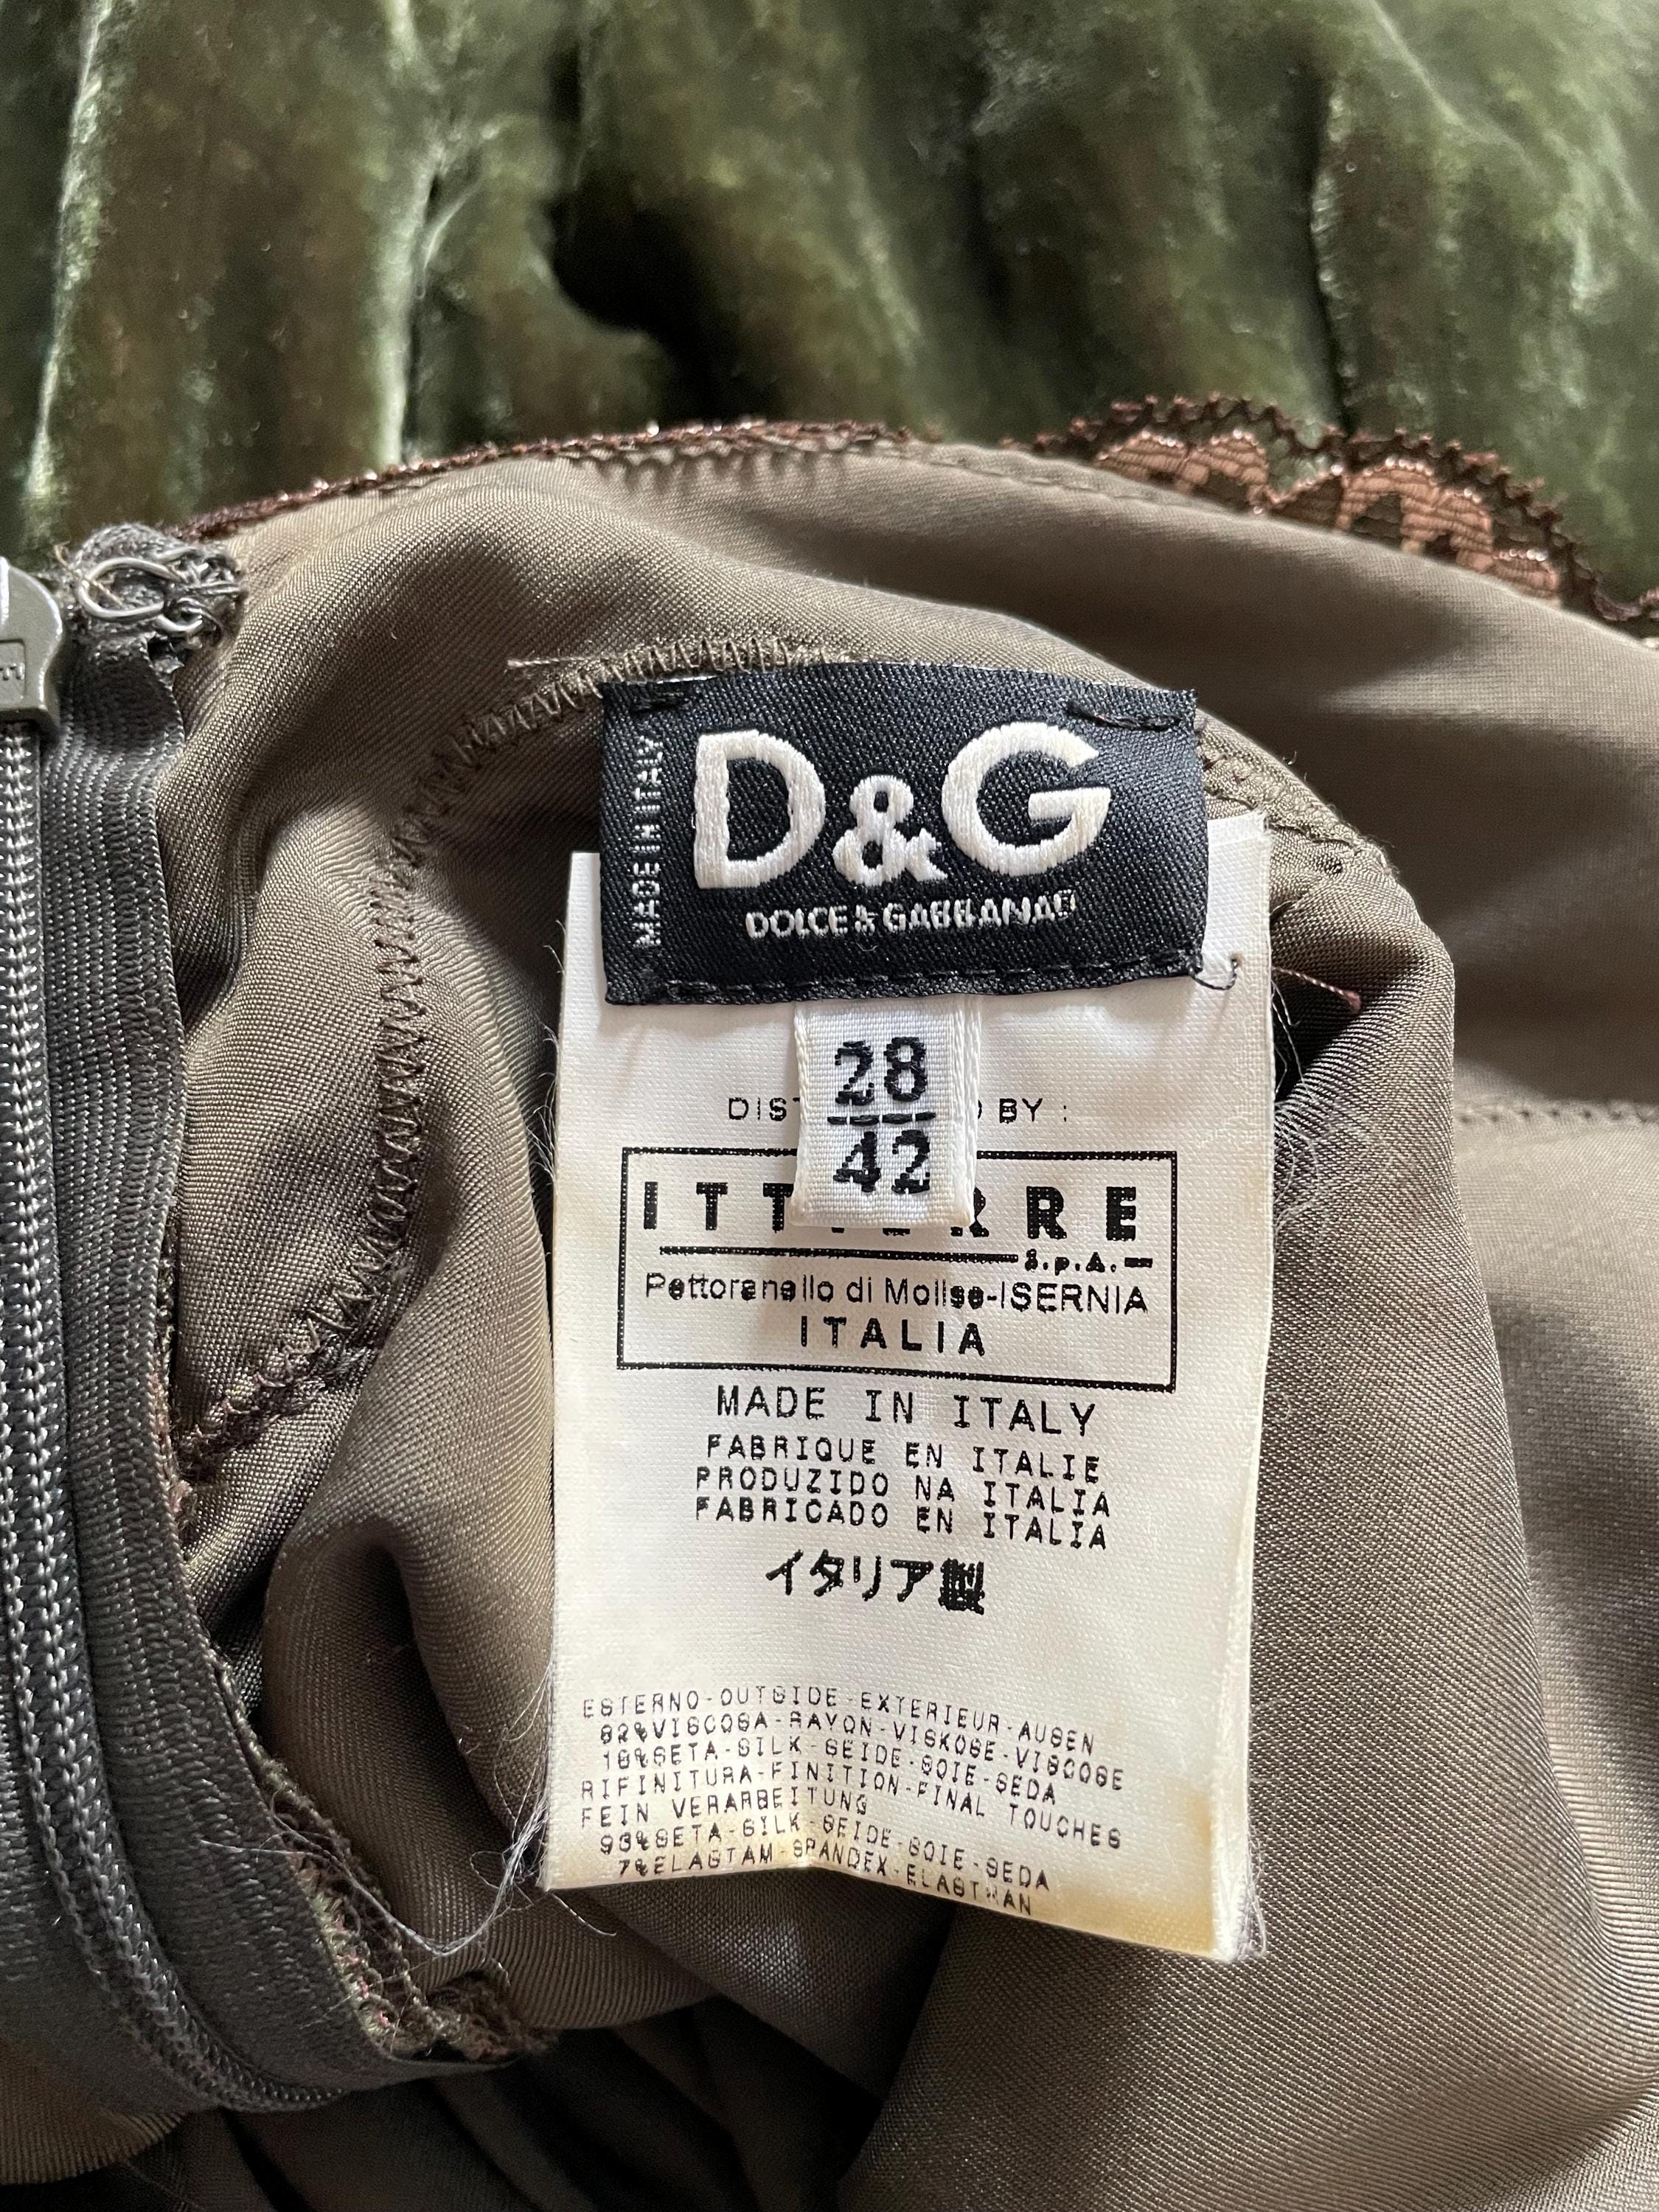 MADE IN ITALY
D&G
DOLCE & GABBANA
28
42
BY :
S.p.A.
Pettoranello di Molise-ISERNIA
ITALIA
MADE IN ITALY
FABRIQUE EN ITALIE
PRODUZIDO NA ITALIA
FABRICADO EN ITALIA
イタリア製
ESTERNO-OUTSIDE-EXTERIEUR-AUSEN
82%VISCOSA-RAYON-VISKOSE-VISCOSE
18%SETA-SILK-SEIDE-SOIE-SEDA
RIFINITURA-FINITION-FINAL TOUCHES
FEIN VERARBEITUNG
93%SETA-SILK-SEIDE-SOIE-SEDA
7%ELASTAM-SPANDEX-ELASTHAN